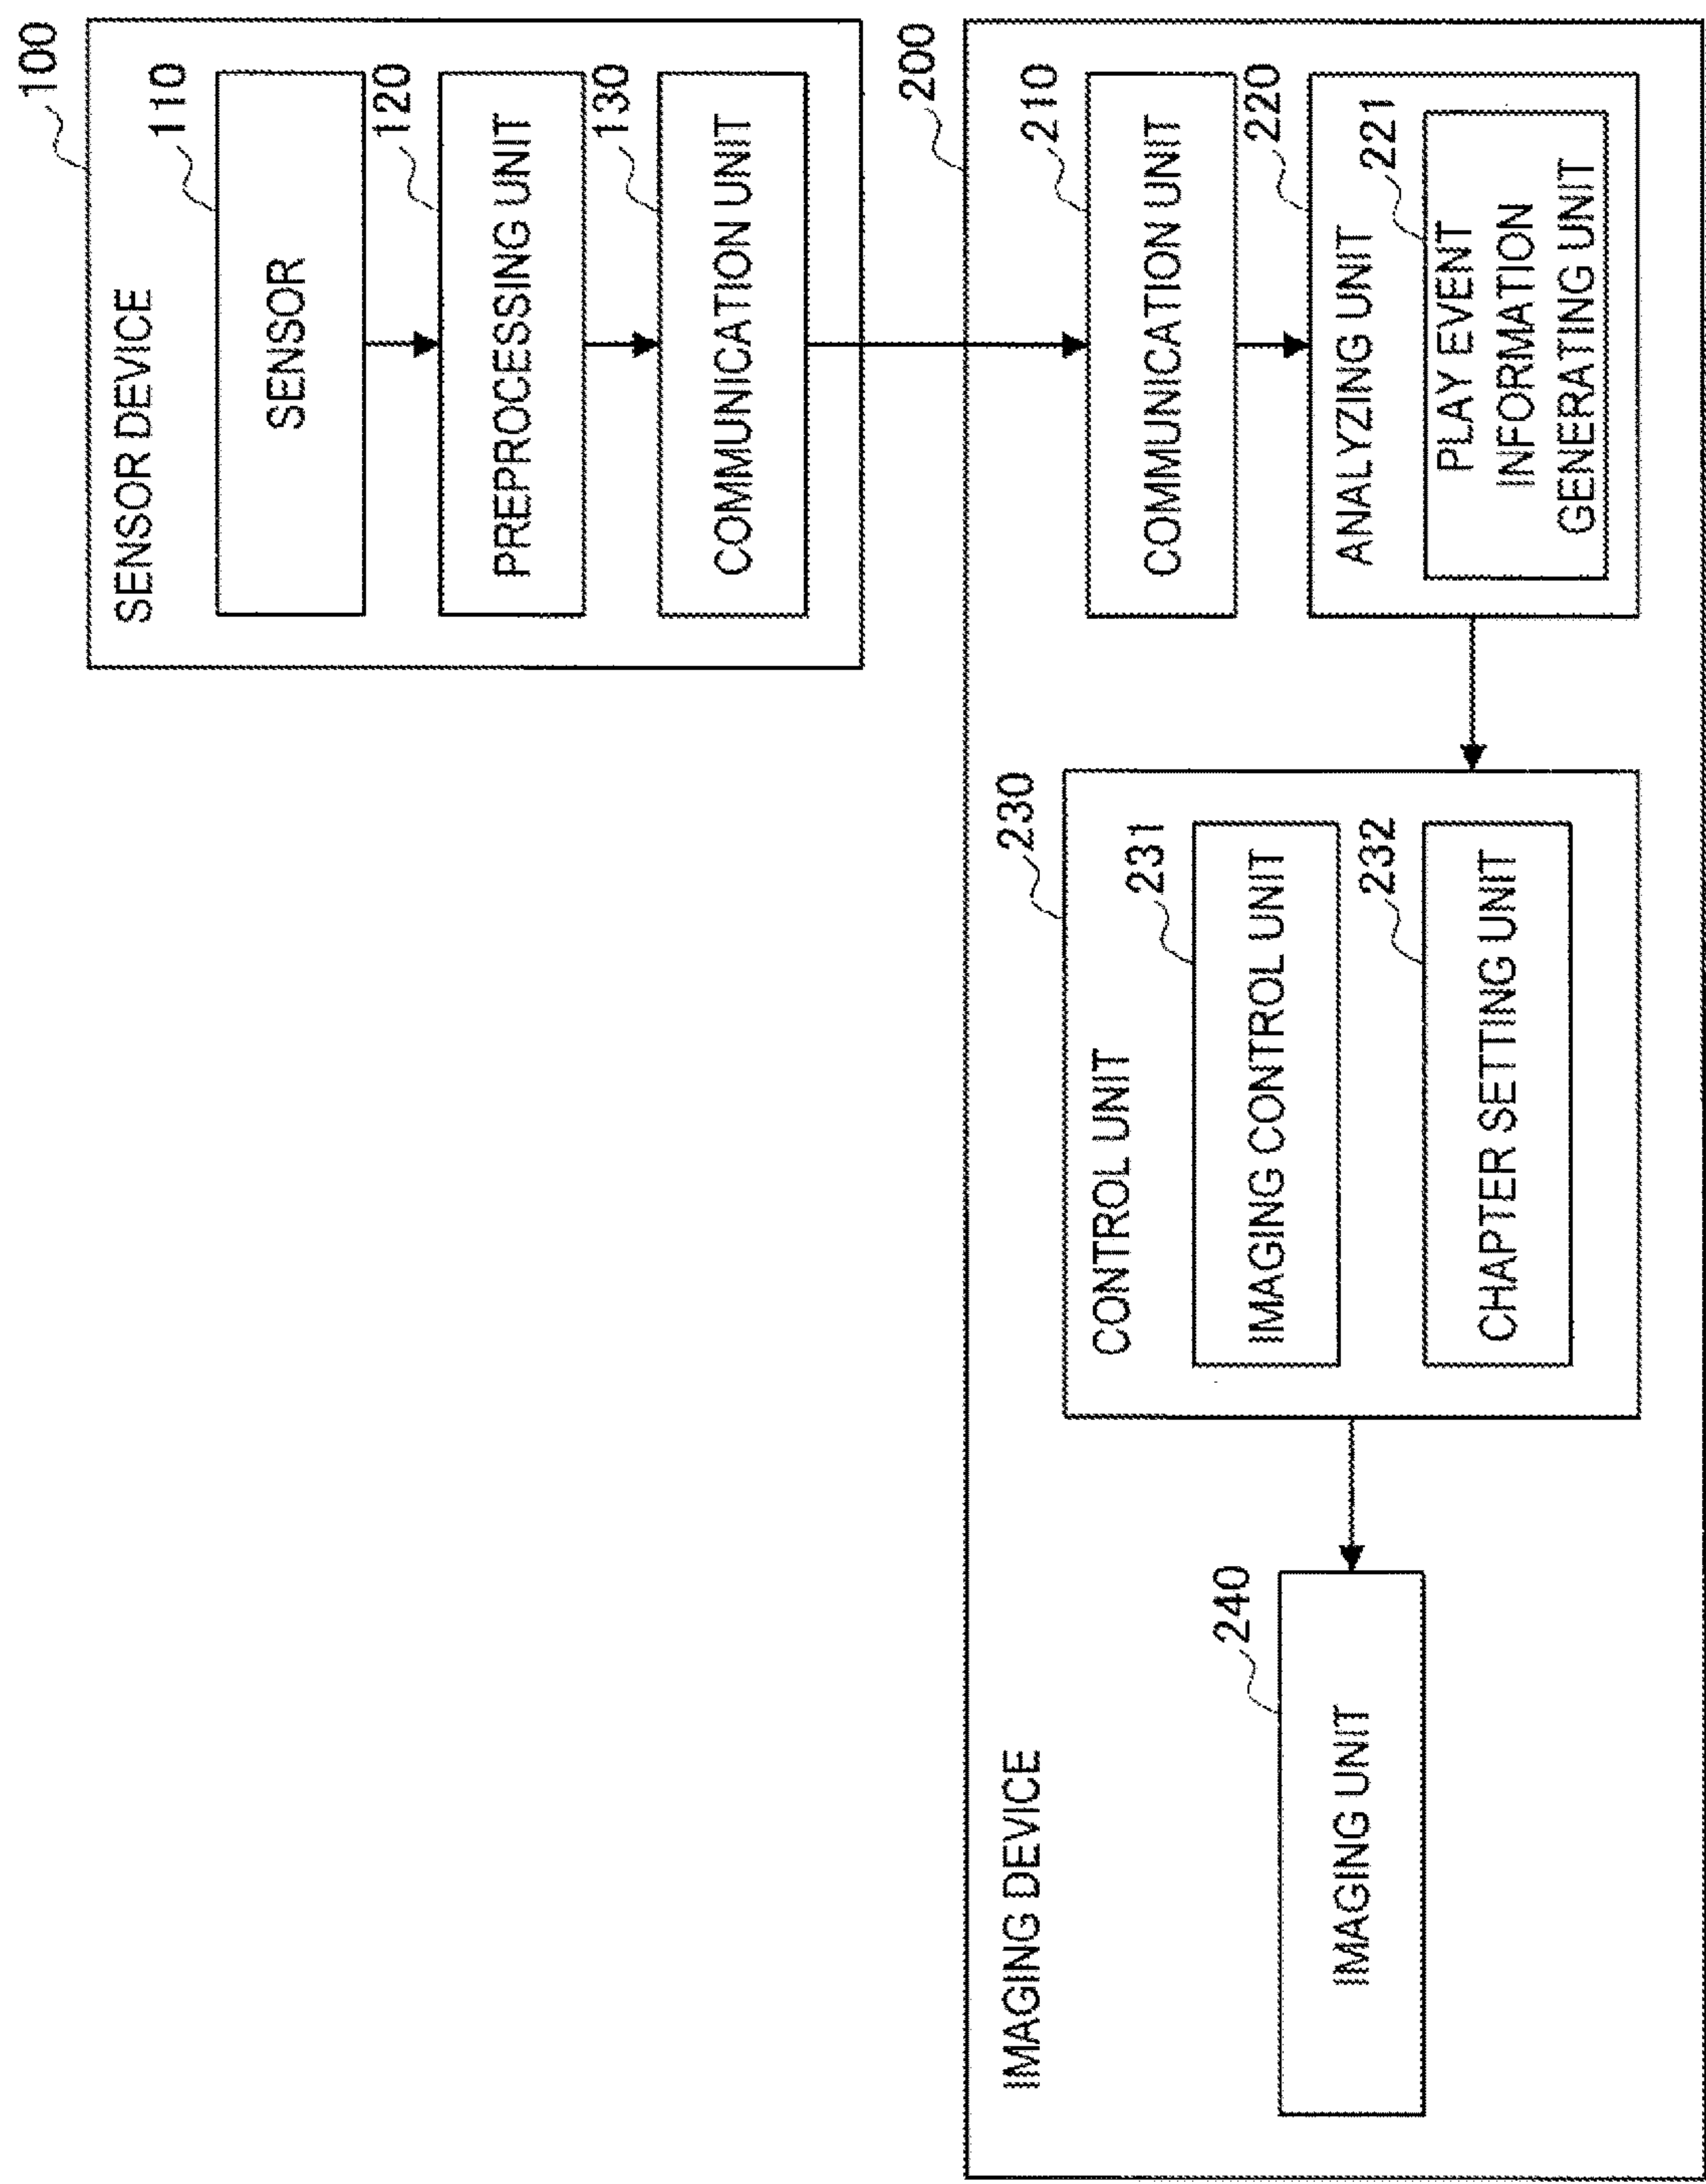 100
SENSOR DEVICE
110
SENSOR
120
PREPROCESSING UNIT
130
COMMUNICATION UNIT
200
IMAGING DEVICE
210
COMMUNICATION UNIT
220
ANALYZING UNIT
221
PLAY EVENT
INFORMATION
GENERATING UNIT
230
CONTROL UNIT
231
IMAGING CONTROL UNIT
232
CHAPTER SETTING UNIT
240
IMAGING UNIT